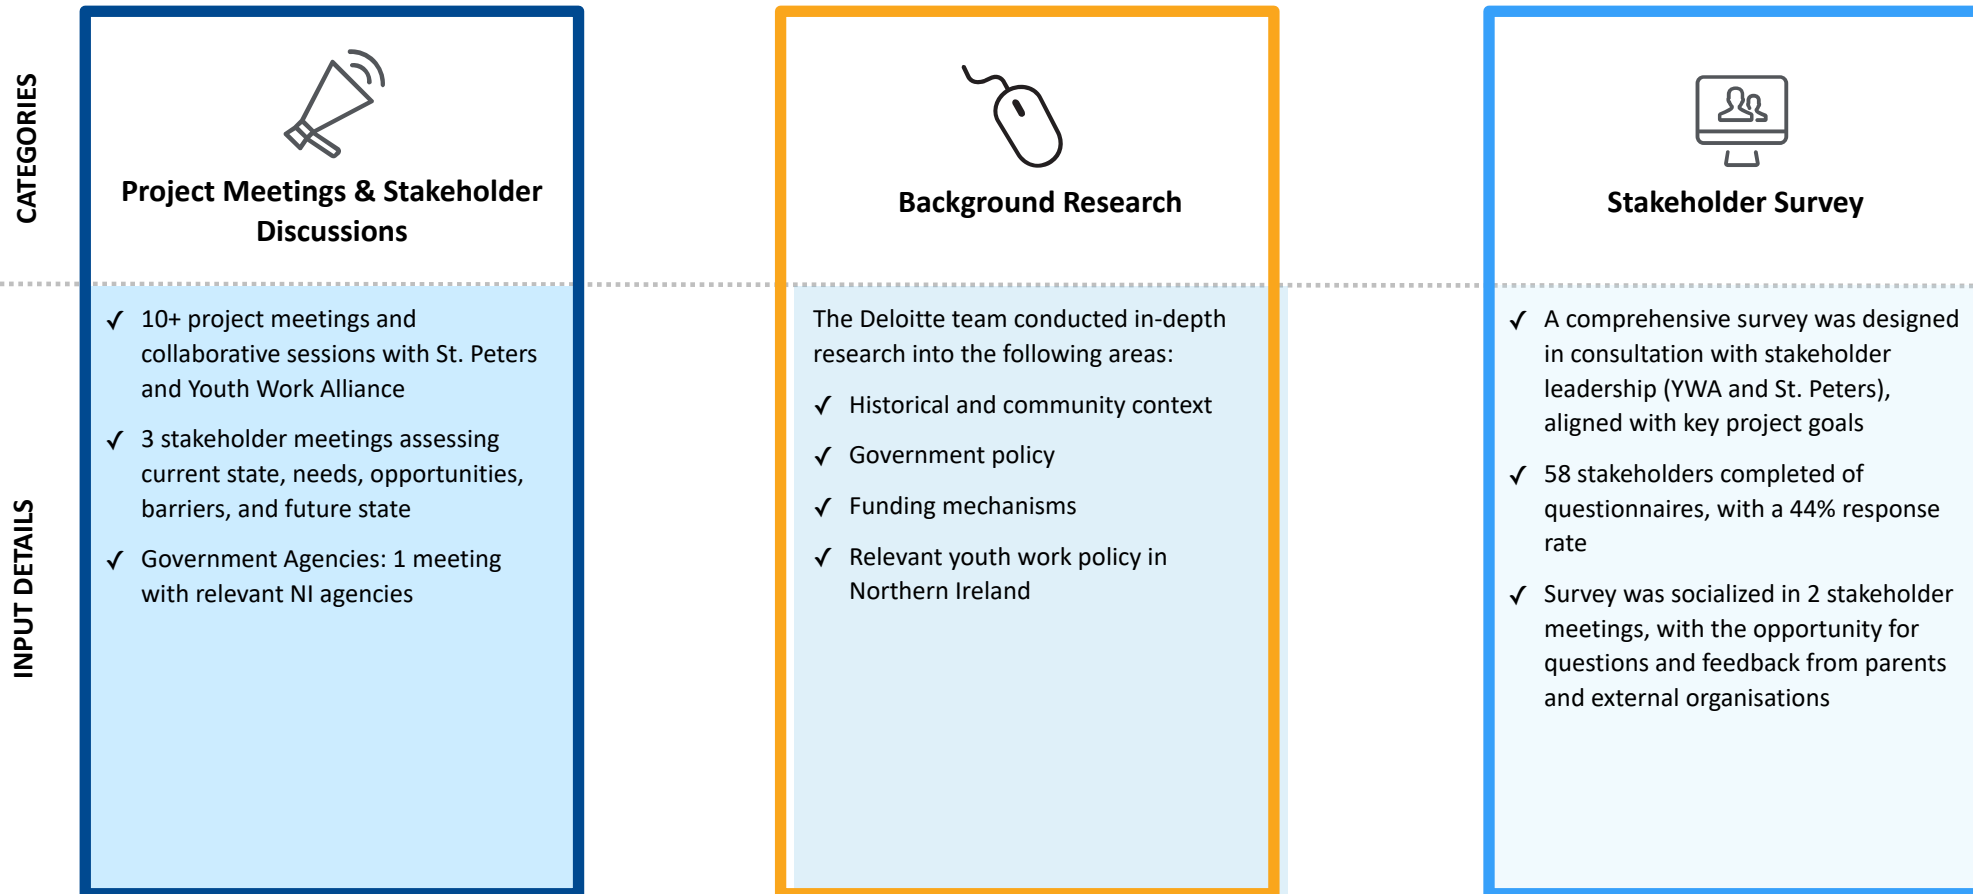 CATEGORIES
Project Meetings & Stakeholder
Discussions
Background Research
Stakeholder Survey
INPUT DETAILS
✓ 10+ project meetings and
collaborative sessions with St. Peters
and Youth Work Alliance
✓ 3 stakeholder meetings assessing
current state, needs, opportunities,
barriers, and future state
✓ Government Agencies: 1 meeting
with relevant NI agencies
The Deloitte team conducted in-depth
research into the following areas:
✓ Historical and community context
✓ Government policy
✓ Funding mechanisms
✓ Relevant youth work policy in
Northern Ireland
✓ A comprehensive survey was designed
in consultation with stakeholder
leadership (YWA and St. Peters),
aligned with key project goals
✓ 58 stakeholders completed of
questionnaires, with a 44% response
rate
✓ Survey was socialized in 2 stakeholder
meetings, with the opportunity for
questions and feedback from parents
and external organisations